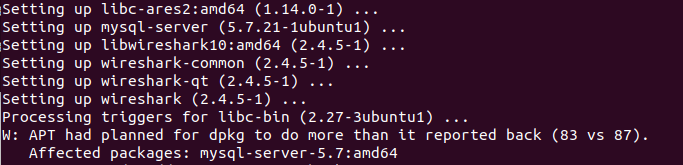 Setting up libc-ares2:amd64 (1.14.0-1) ...
Setting up mysql-server (5.7.21-1ubuntu1) ...
Setting up libwireshark10:amd64 (2.4.5-1) ...
Setting up wireshark-common (2.4.5-1) ...
Setting up wireshark-qt (2.4.5-1) ...
Setting up wireshark (2.4.5-1) ...
Processing triggers for libc-bin (2.27-3ubuntu1) ...
W: APT had planned for dpkg to do more than it reported back (83 vs 87).
   Affected packages: mysql-server-5.7:amd64